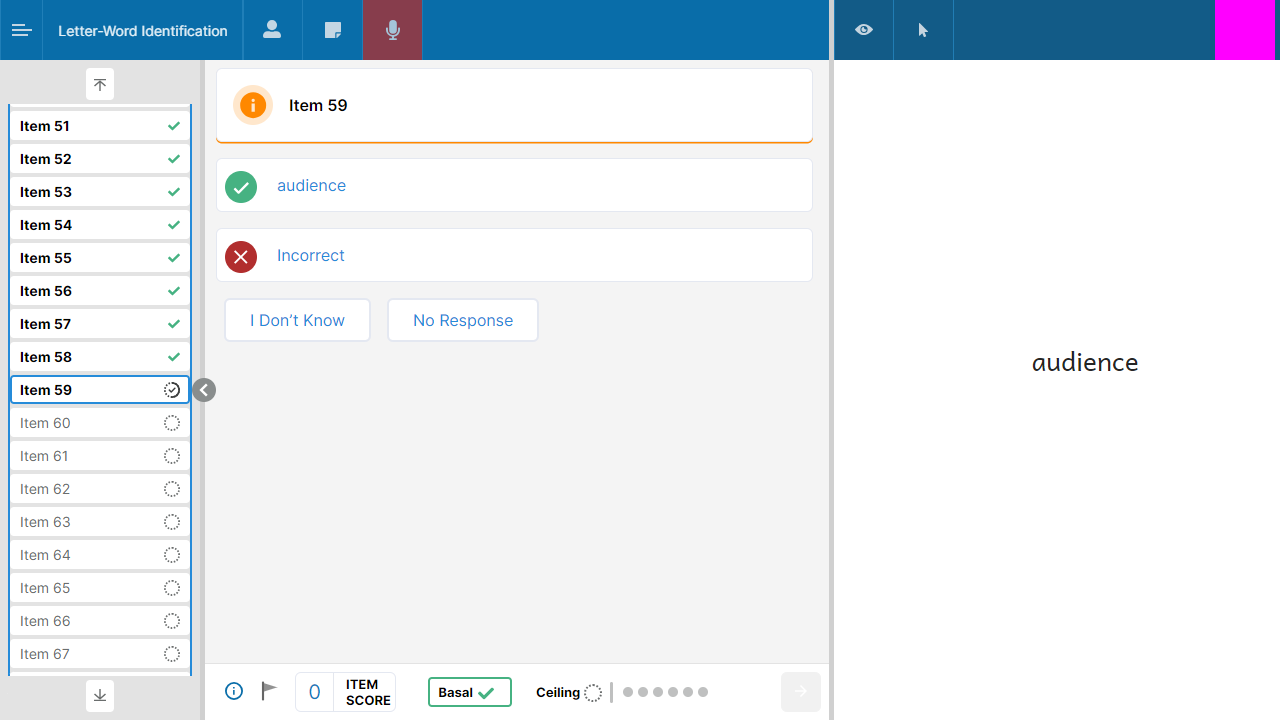 Letter-Word Identification
Item 51
Item 52
Item 53
Item 54
Item 55
Item 56
Item 57
Item 58
Item 59
Item 60
Item 61
Item 62
Item 63
Item 64
Item 65
Item 66
Item 67
Item 59
audience
Incorrect
I Don’t Know
No Response
0
ITEM
SCORE
Basal
Ceiling
audience